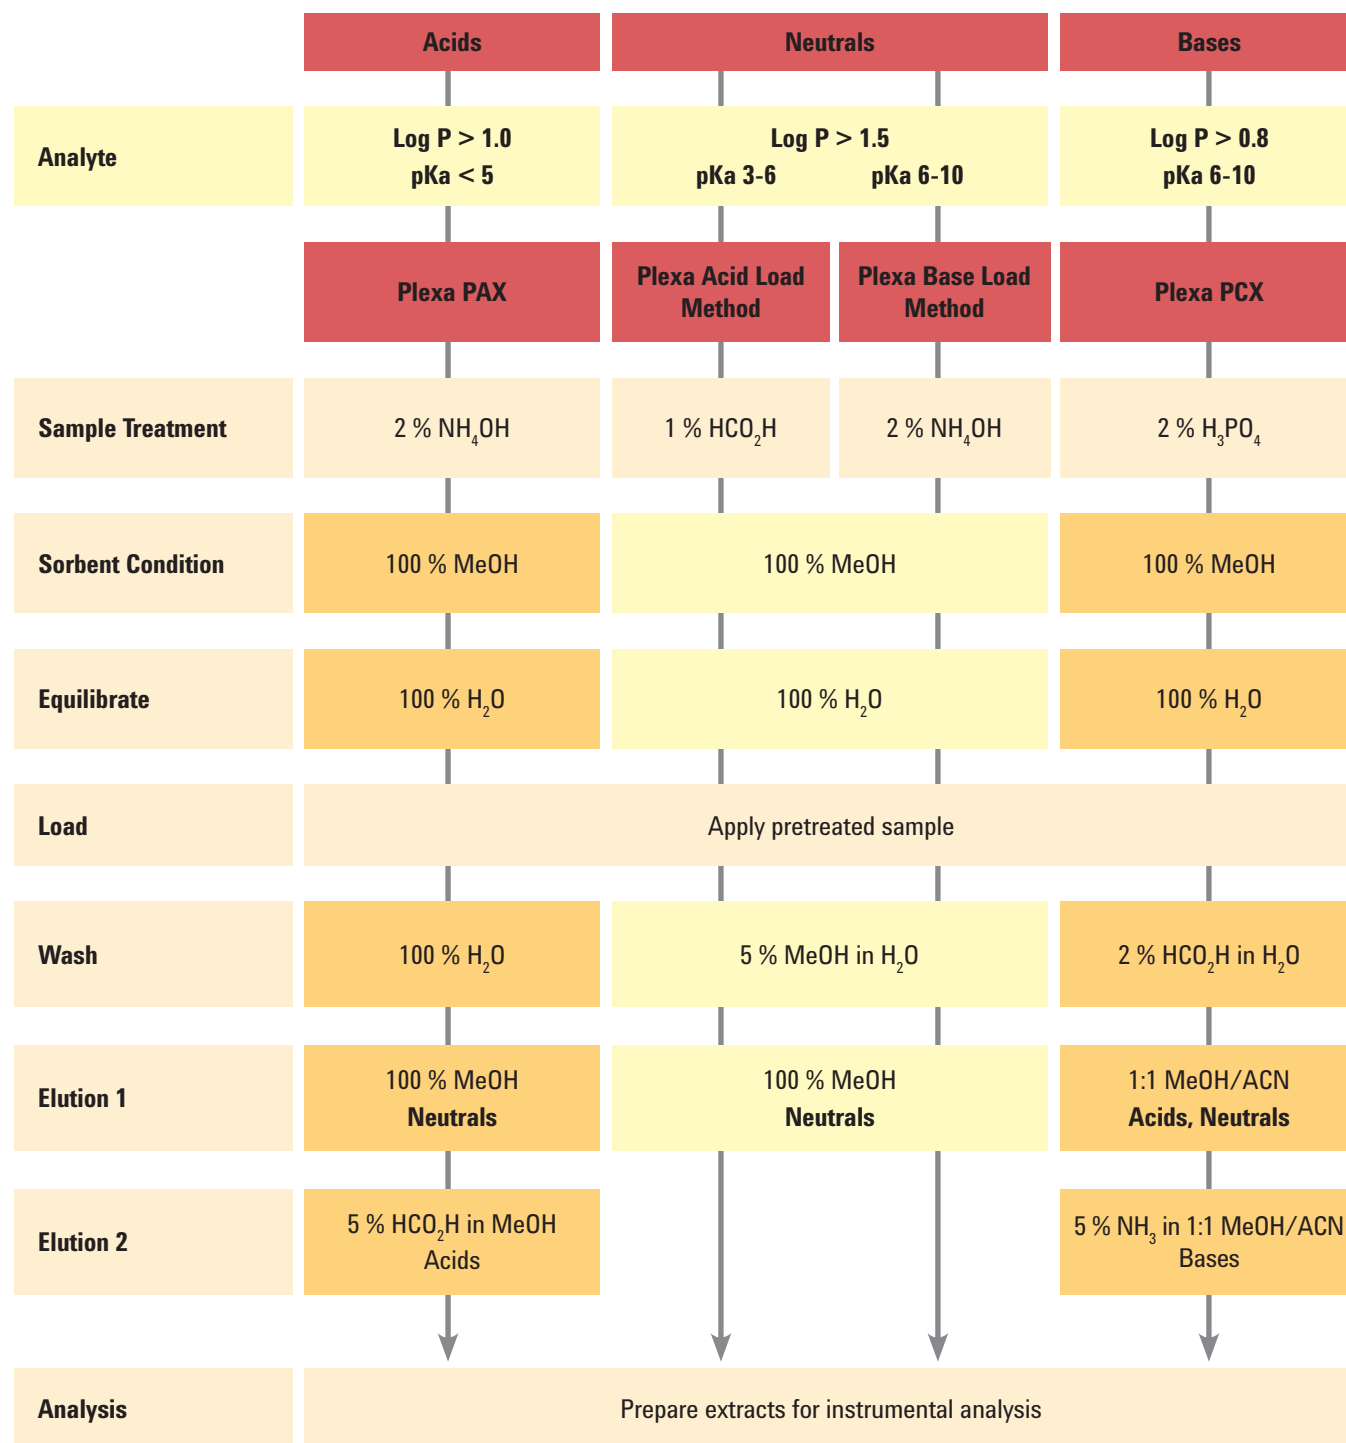 Acids
Neutrals
Bases
Analyte
Log P > 1.0
pKa < 5
Log P > 1.5
pKa 3-6
pKa 6-10
Log P > 0.8
pKa 6-10
Plexa PAX
Plexa Acid Load
Method
Plexa Base Load
Method
Plexa PCX
Sample Treatment
2 % NH₄OH
1 % HCO₂H
2 % NH₄OH
2 % H₃PO₄
Sorbent Condition
100 % MeOH
100 % MeOH
100 % MeOH
Equilibrate
100 % H₂O
100 % H₂O
100 % H₂O
Load
Apply pretreated sample
Wash
100 % H₂O
5 % MeOH in H₂O
2 % HCO₂H in H₂O
Elution 1
100 % MeOH
Neutrals
100 % MeOH
Neutrals
1:1 MeOH/ACN
Acids, Neutrals
Elution 2
5 % HCO₂H in MeOH
Acids
5 % NH₃ in 1:1 MeOH/ACN
Bases
Analysis
Prepare extracts for instrumental analysis